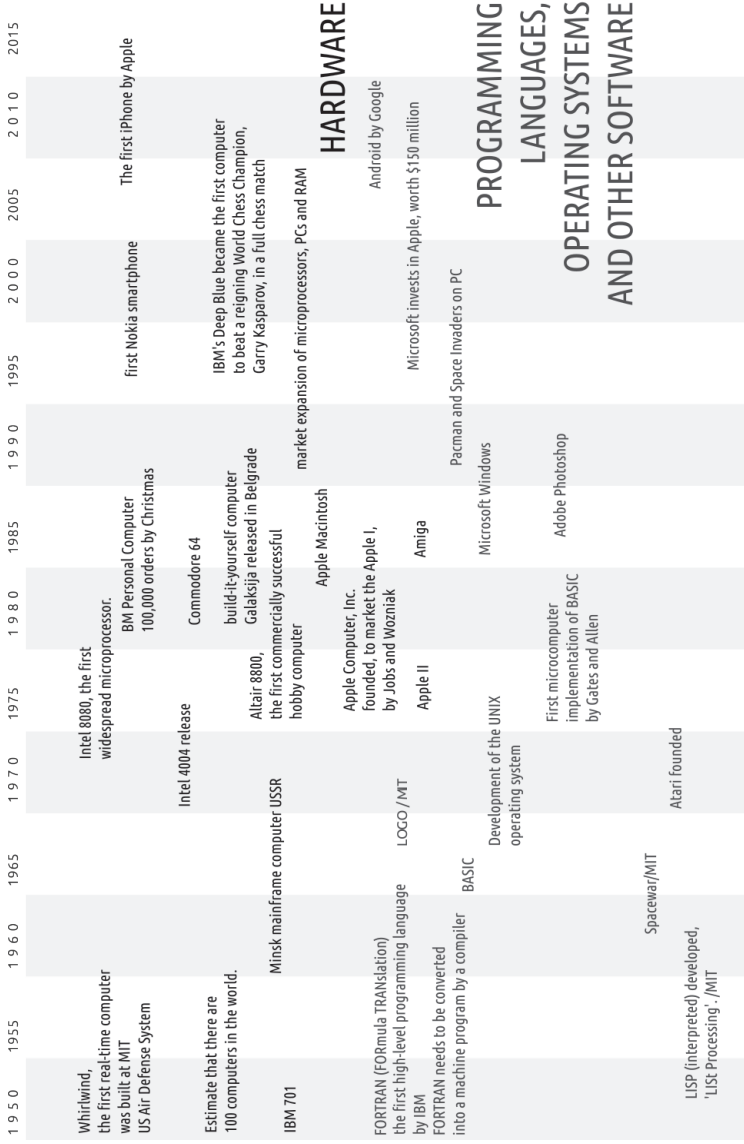 1950
1955
1960
1965
1970
1975
1980
1985
1990
1995
2000
2005
2010
2015
Whirlwind,
the first real-time computer
was built at MIT
US Air Defense System
Intel 8080, the first
widespread microprocessor.
BM Personal Computer
100,000 orders by Christmas
first Nokia smartphone
The first iPhone by Apple
Estimate that there are
100 computers in the world.
Intel 4004 release
Commodore 64
build-it-yourself computer
Galaksija released in Belgrade
IBM's Deep Blue became the first computer
to beat a reigning World Chess Champion,
Garry Kasparov, in a full chess match
IBM 701
Minsk mainframe computer USSR
Altair 8800,
the first commercially successful
hobby computer
market expansion of microprocessors, PCs and RAM
Apple Macintosh
HARDWARE
Apple Computer, Inc.
founded, to market the Apple I,
by Jobs and Wozniak
Apple II
Amiga
FORTRAN (FORmula TRANslation)
the first high-level programming language
by IBM
FORTRAN needs to be converted
into a machine program by a compiler
LOGO / MIT
Android by Google
Microsoft invests in Apple, worth $150 million
BASIC
Pacman and Space Invaders on PC
Development of the UNIX
operating system
Microsoft Windows
First microcomputer
implementation of BASIC
by Gates and Allen
Adobe Photoshop
PROGRAMMING
LANGUAGES,
OPERATING SYSTEMS
AND OTHER SOFTWARE
Spacewar/MIT
Atari founded
LISP (interpreted) developed,
'LISt Processing'. /MIT